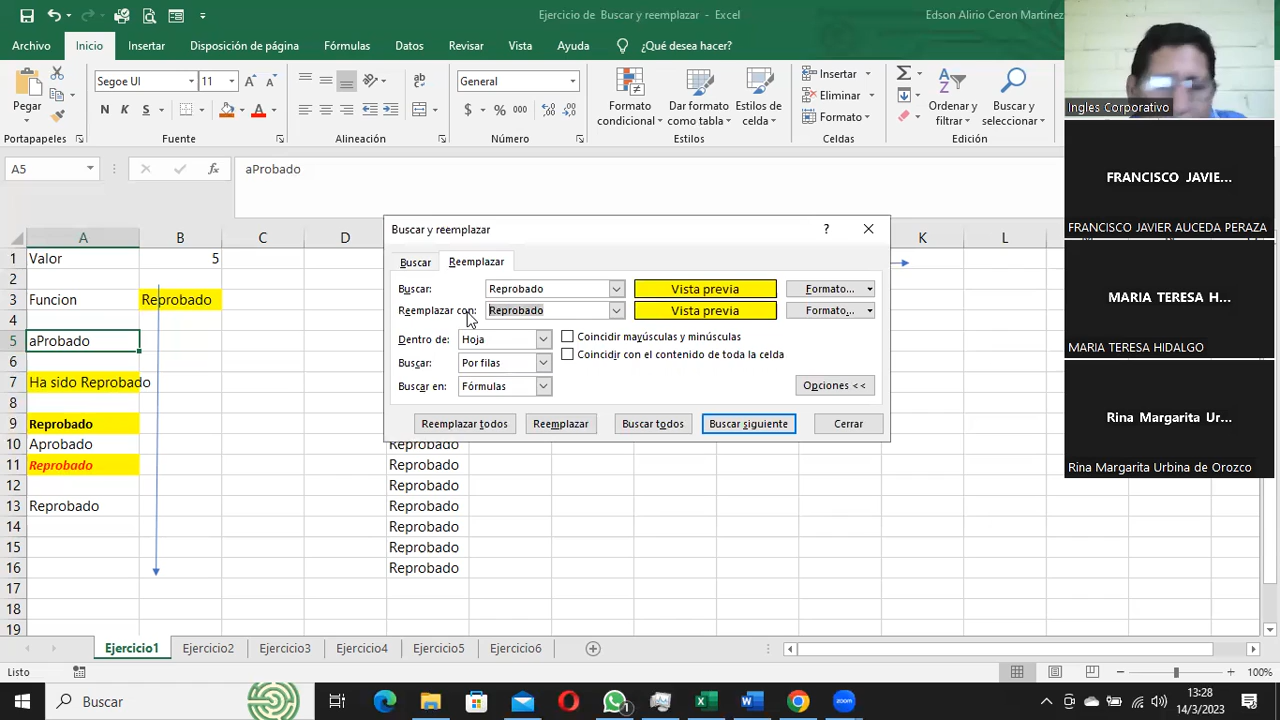 Ejercicio de Buscar y reemplazar - Excel
Edson Alirio Ceron Martinez
Archivo Inicio Insertar Disposición de página Fórmulas Datos Revisar Vista Ayuda ¿Qué desea hacer?
Pegar
Segoe UI 11
N K S
ab
General
$ % 000
Formato condicional
Dar formato como tabla
Estilos de celda
Insertar
Eliminar
Formato
Ordenar y filtrar
Buscar y seleccionar
Portapapeles Fuente Alineación Número Estilos Celdas Edición
A5 fx aProbado
A B C D K L
1 Valor 5
2
3 Funcion Reprobado
4
5 aProbado
6
7 Ha sido Reprobado
8
9 Reprobado
10 Aprobado Reprobado
11 Reprobado Reprobado
12 Reprobado
13 Reprobado Reprobado
14 Reprobado
15 Reprobado
16 Reprobado
17
18
19
Buscar y reemplazar ?
Buscar Reemplazar
Buscar: Reprobado Vista previa Formato...
Reemplazar con: Reprobado Vista previa Formato...
Dentro de: Hoja Coincidir mayúsculas y minúsculas
Buscar: Por filas Coincidir con el contenido de toda la celda
Buscar en: Fórmulas Opciones <<
Reemplazar todos Reemplazar Buscar todos Buscar siguiente Cerrar
Ingles Corporativo
FRANCISCO JAVIE...
FRANCISCO JAVIER AUCEDA PERAZA
MARIA TERESA H...
MARIA TERESA HIDALGO
Rina Margarita Ur...
Rina Margarita Urbina de Orozco
Ejercicio1 Ejercicio2 Ejercicio3 Ejercicio4 Ejercicio5 Ejercicio6
Listo 100%
Buscar
1
zoom
13:28
14/3/2023